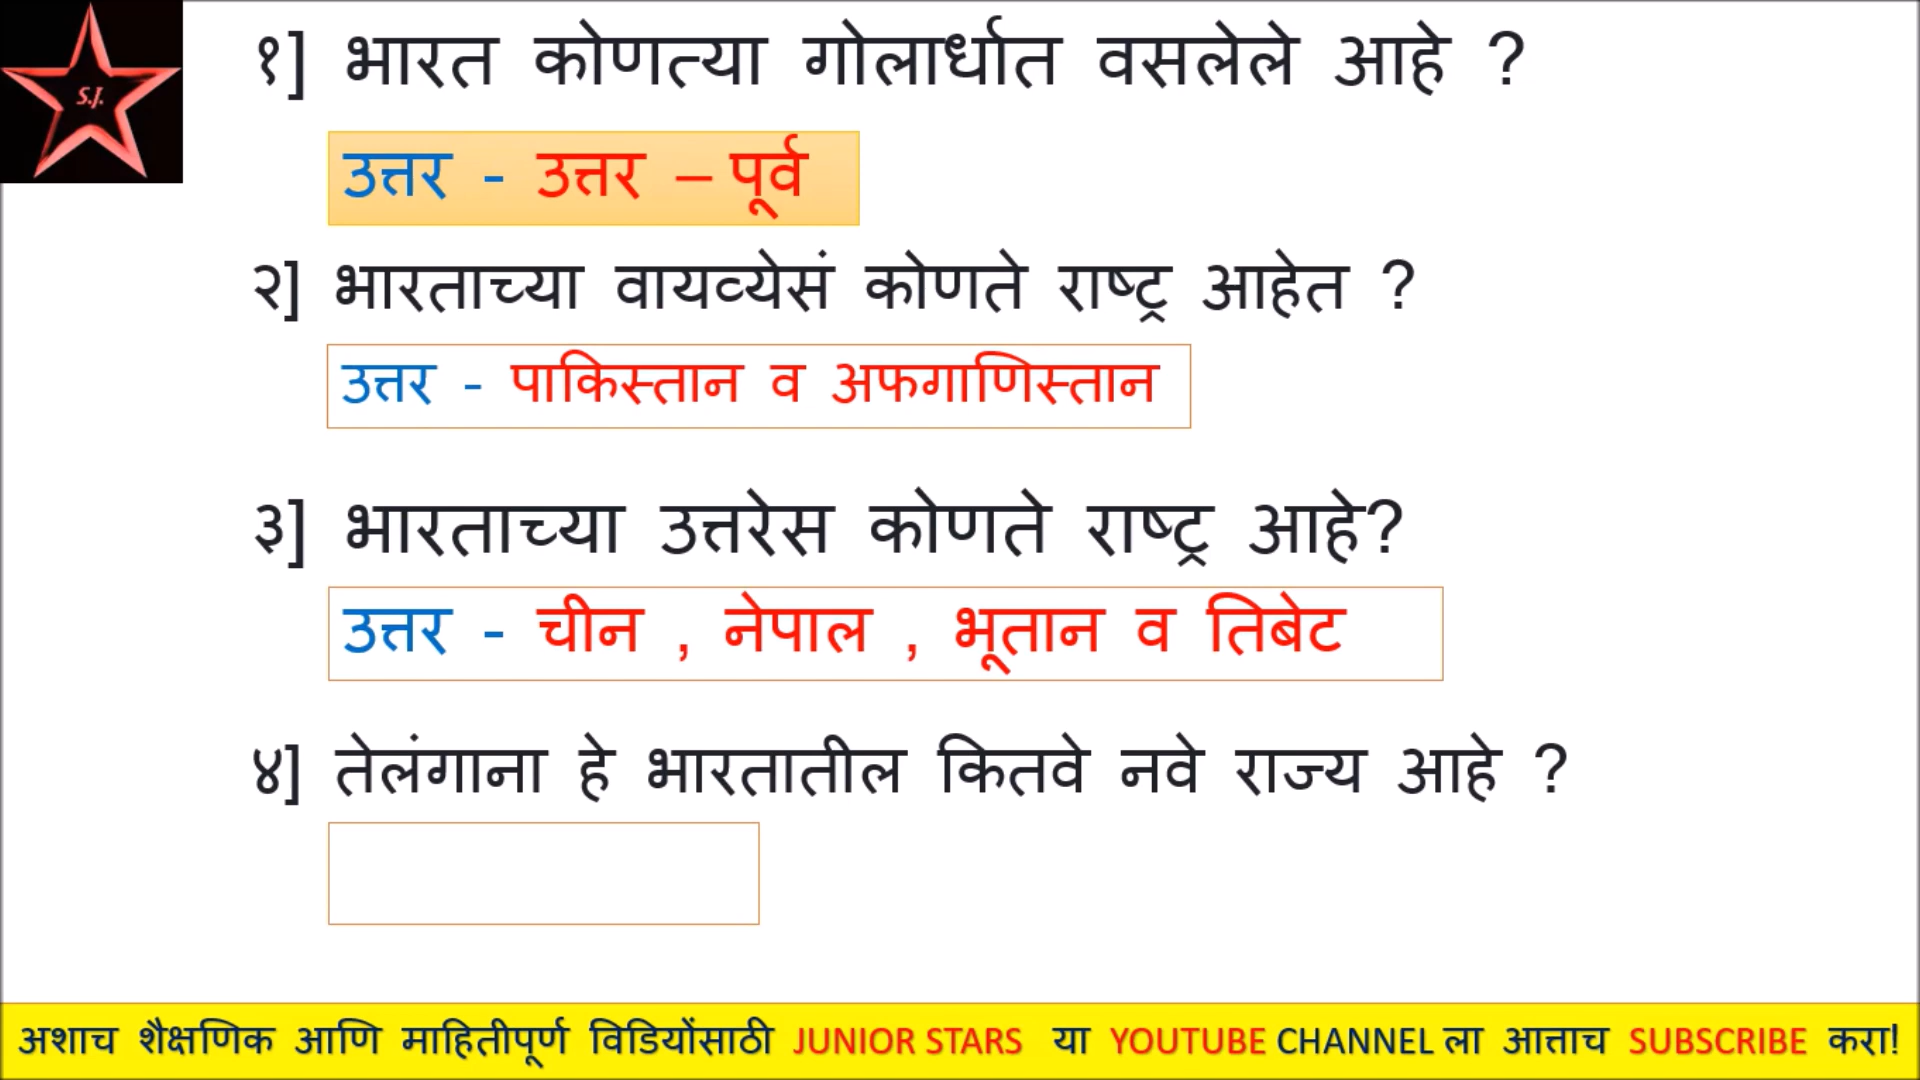 S.J.
१] भारत कोणत्या गोलार्धात वसलेले आहे ?
उत्तर - उत्तर – पूर्व
२] भारताच्या वायव्येसं कोणते राष्ट्र आहेत ?
उत्तर - पाकिस्तान व अफगाणिस्तान
३] भारताच्या उत्तरेस कोणते राष्ट्र आहे?
उत्तर - चीन , नेपाल , भूतान व तिबेट
४] तेलंगाना हे भारतातील कितवे नवे राज्य आहे ?
अशाच शैक्षणिक आणि माहितीपूर्ण विडियोंसाठी JUNIOR STARS या YOUTUBE CHANNEL ला आत्ताच SUBSCRIBE करा!